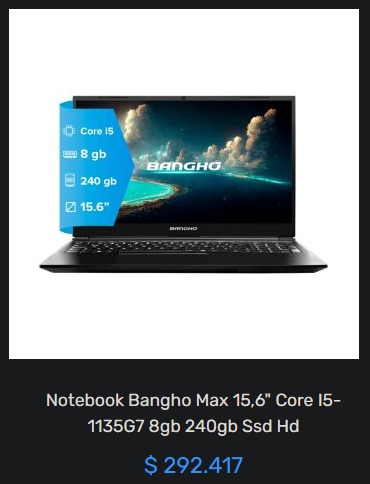 Core i5
8 gb
240 gb
15.6”
BANGHO
BANGHO
Notebook Bangho Max 15,6" Core I5-
1135G7 8gb 240gb Ssd Hd
$ 292.417